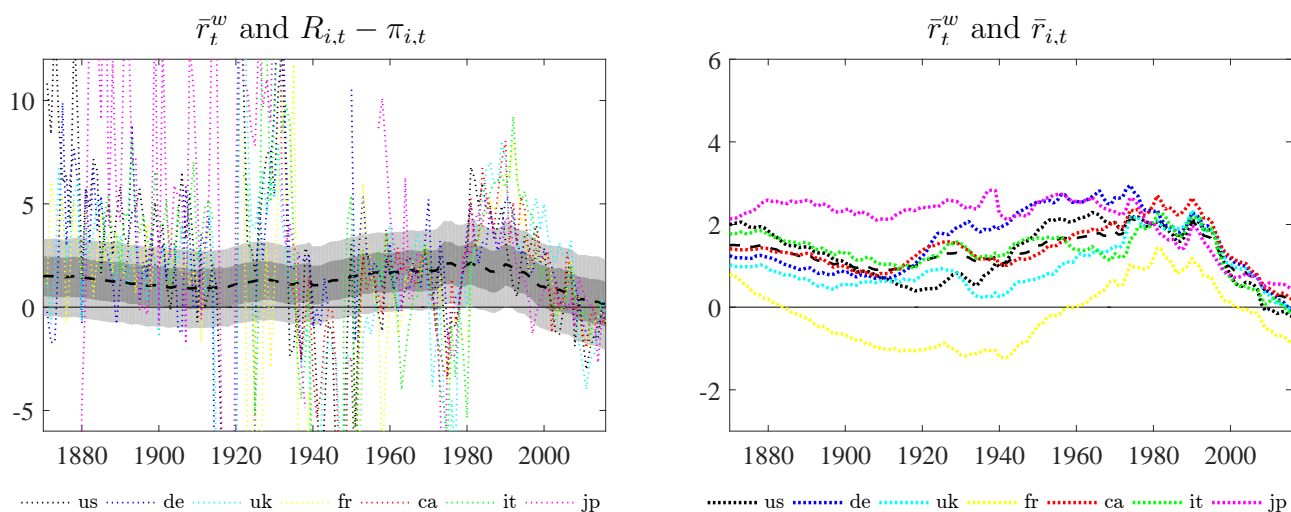 r̄ₜʷ and Rᵢ,ₜ − πᵢ,ₜ
10
5
0
-5
1880 1900 1920 1940 1960 1980 2000
us de uk fr ca it jp
r̄ₜʷ and r̄ᵢ,ₜ
6
4
2
0
-2
1880 1900 1920 1940 1960 1980 2000
us de uk fr ca it jp